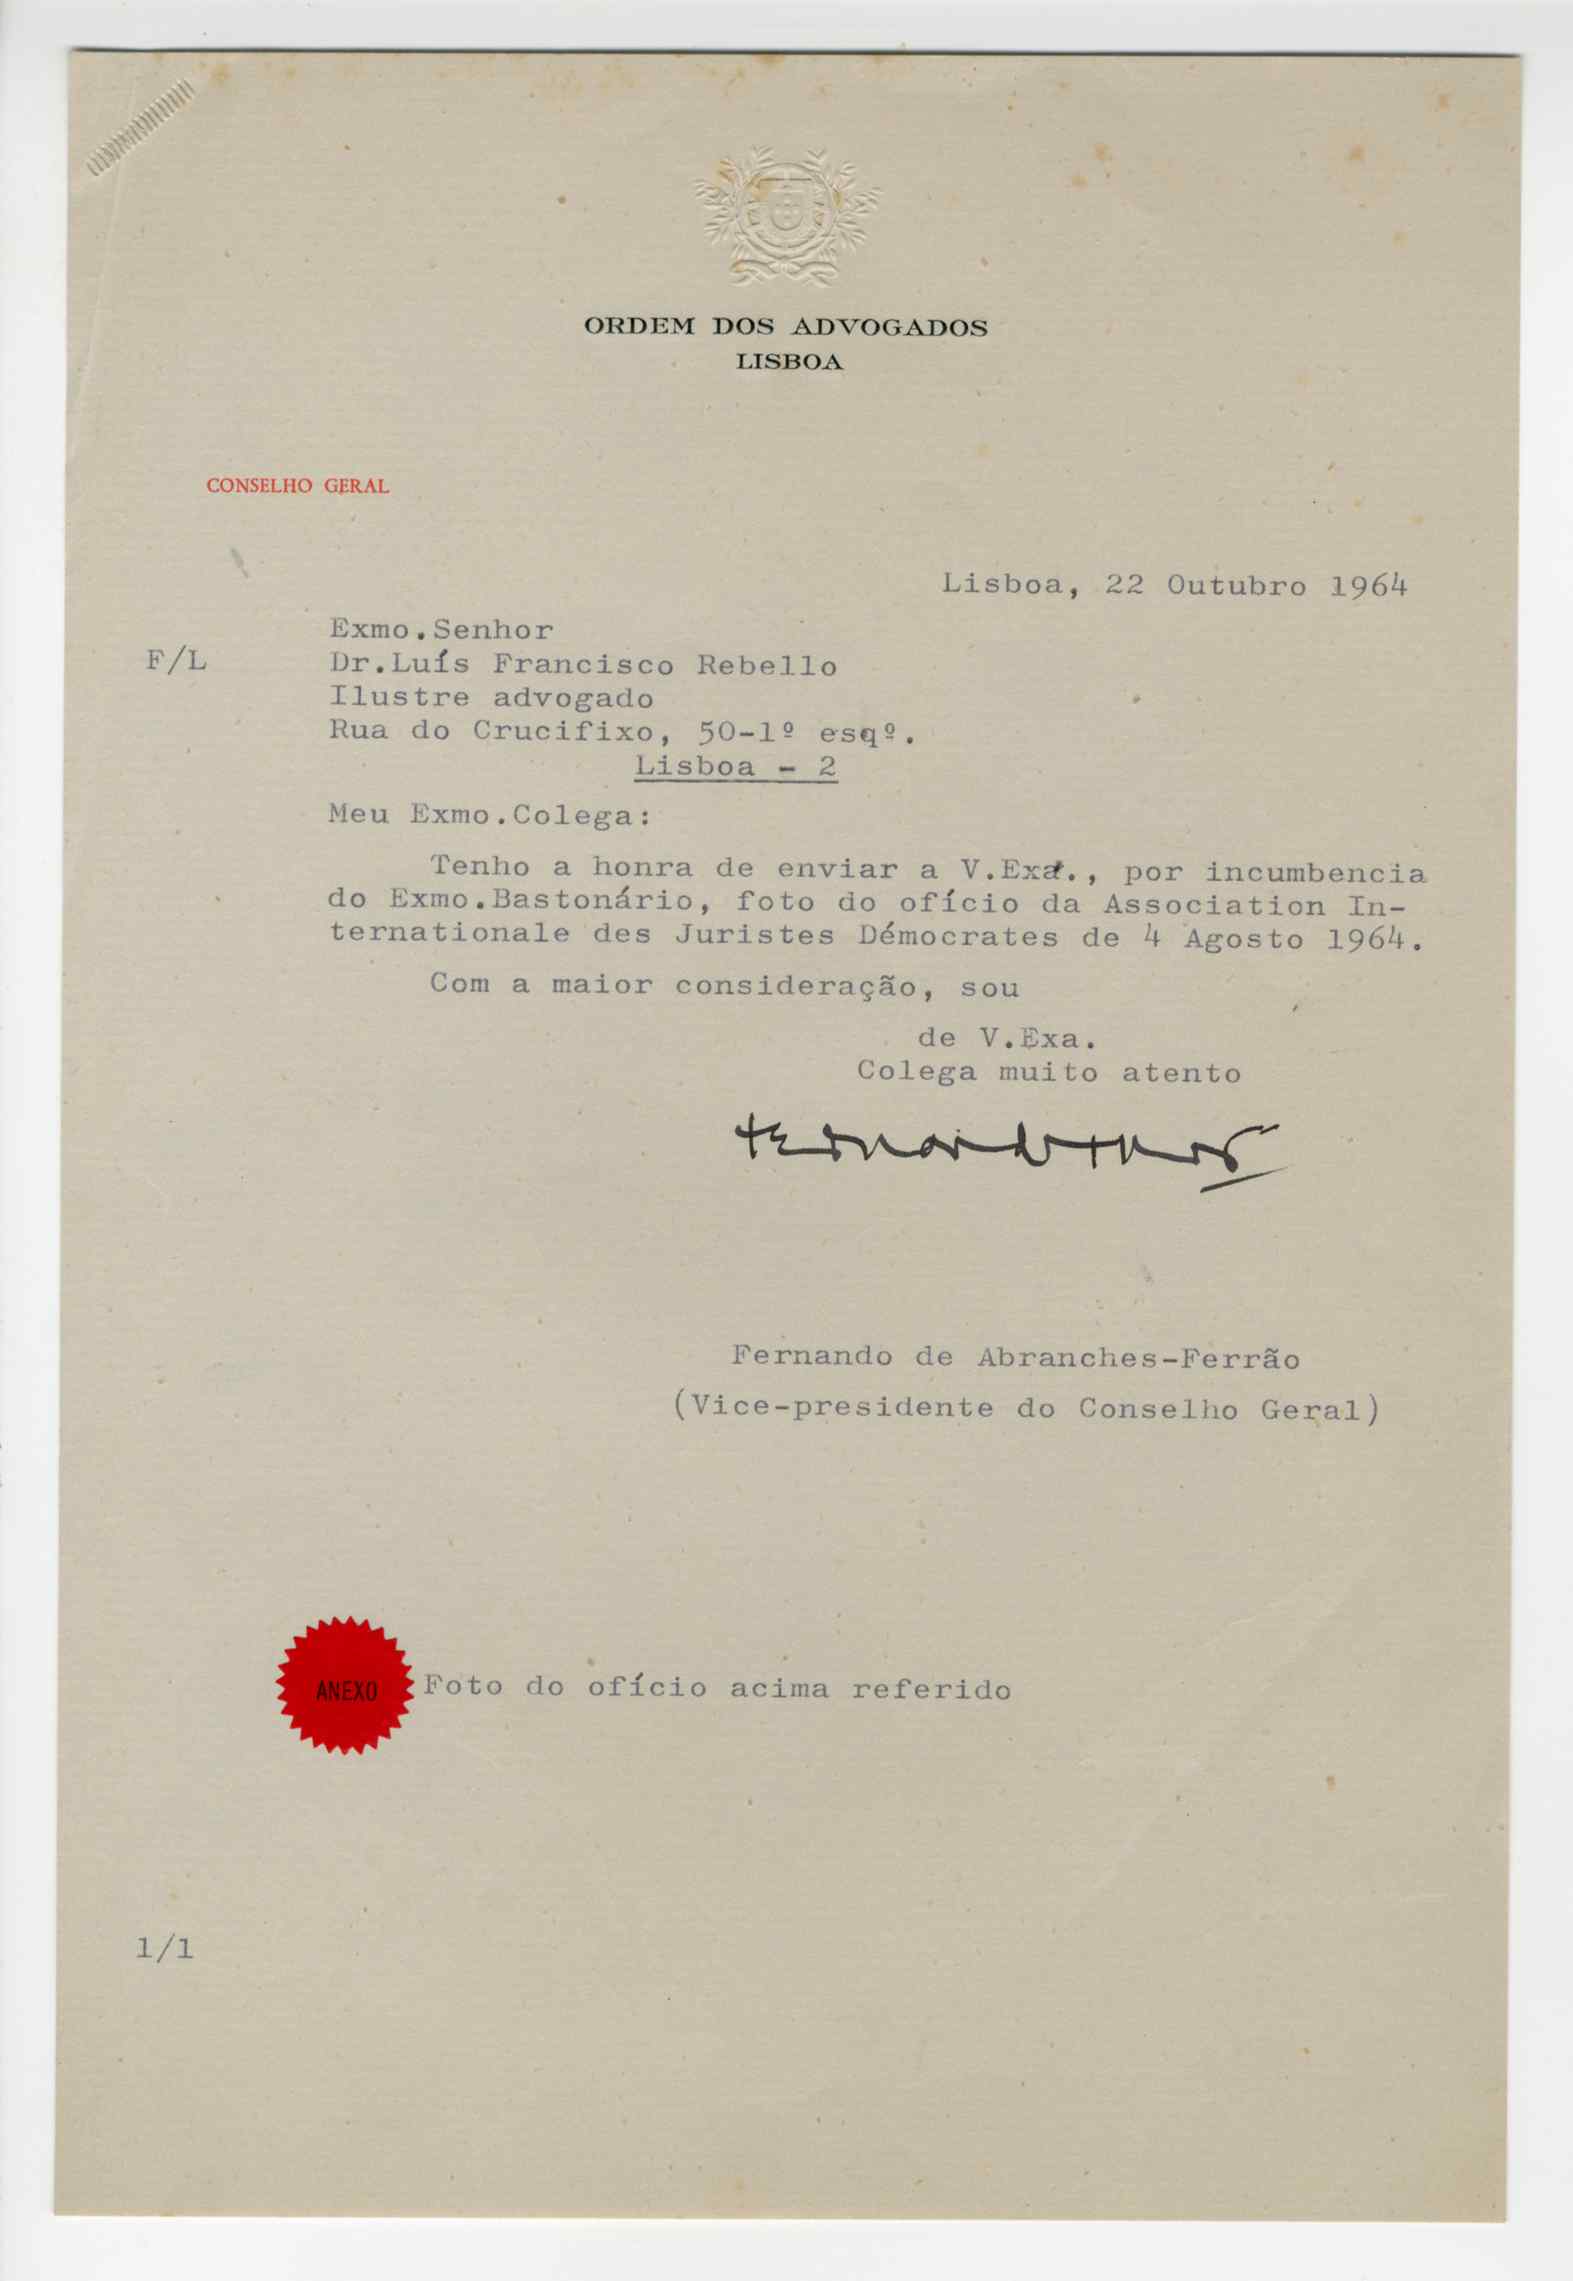 ORDEM DOS ADVOGADOS
LISBOA
CONSELHO GERAL
Lisboa, 22 Outubro 1964
Exmo.Senhor
F/L Dr.Luís Francisco Rebello
Ilustre advogado
Rua do Crucifixo, 50-1º esqº.
Lisboa - 2
Meu Exmo.Colega:
Tenho a honra de enviar a V.Exa., por incumbencia
do Exmo.Bastonário, foto do ofício da Association In-
ternationale des Juristes Démocrates de 4 Agosto 1964.
Com a maior consideração, sou
de V.Exa.
Colega muito atento
Fernando de Abranches-Ferrão
(Vice-presidente do Conselho Geral)
ANEXO Foto do ofício acima referido
1/1